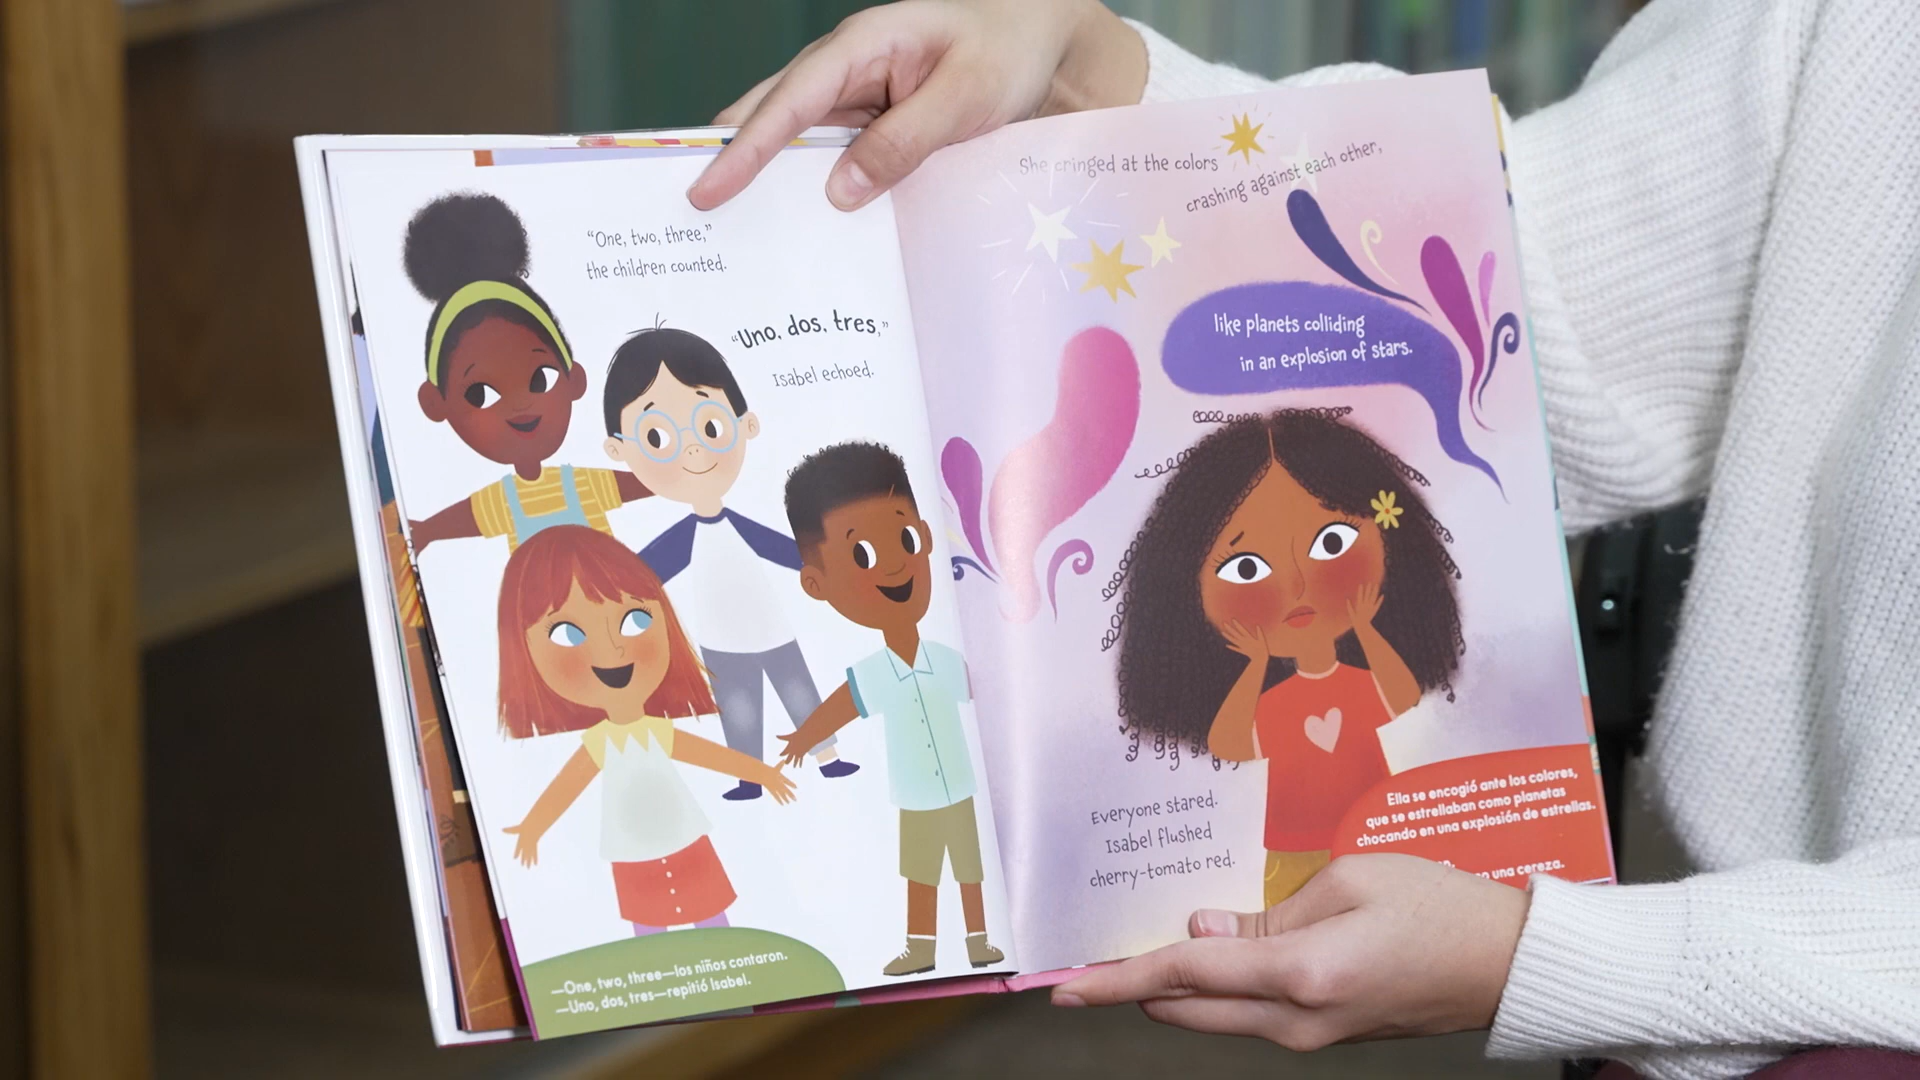 “One, two, three,”
the children counted.
“Uno, dos, tres,”
Isabel echoed.
—One, two, three—los niños contaron.
—Uno, dos, tres—repitió Isabel.
She cringed at the colors
crashing against each other,
like planets colliding
in an explosion of stars.
Everyone stared.
Isabel flushed
cherry-tomato red.
Ella se encogió ante los colores,
que se estrellaban como planetas
chocando en una explosión de estrellas.
una cereza.